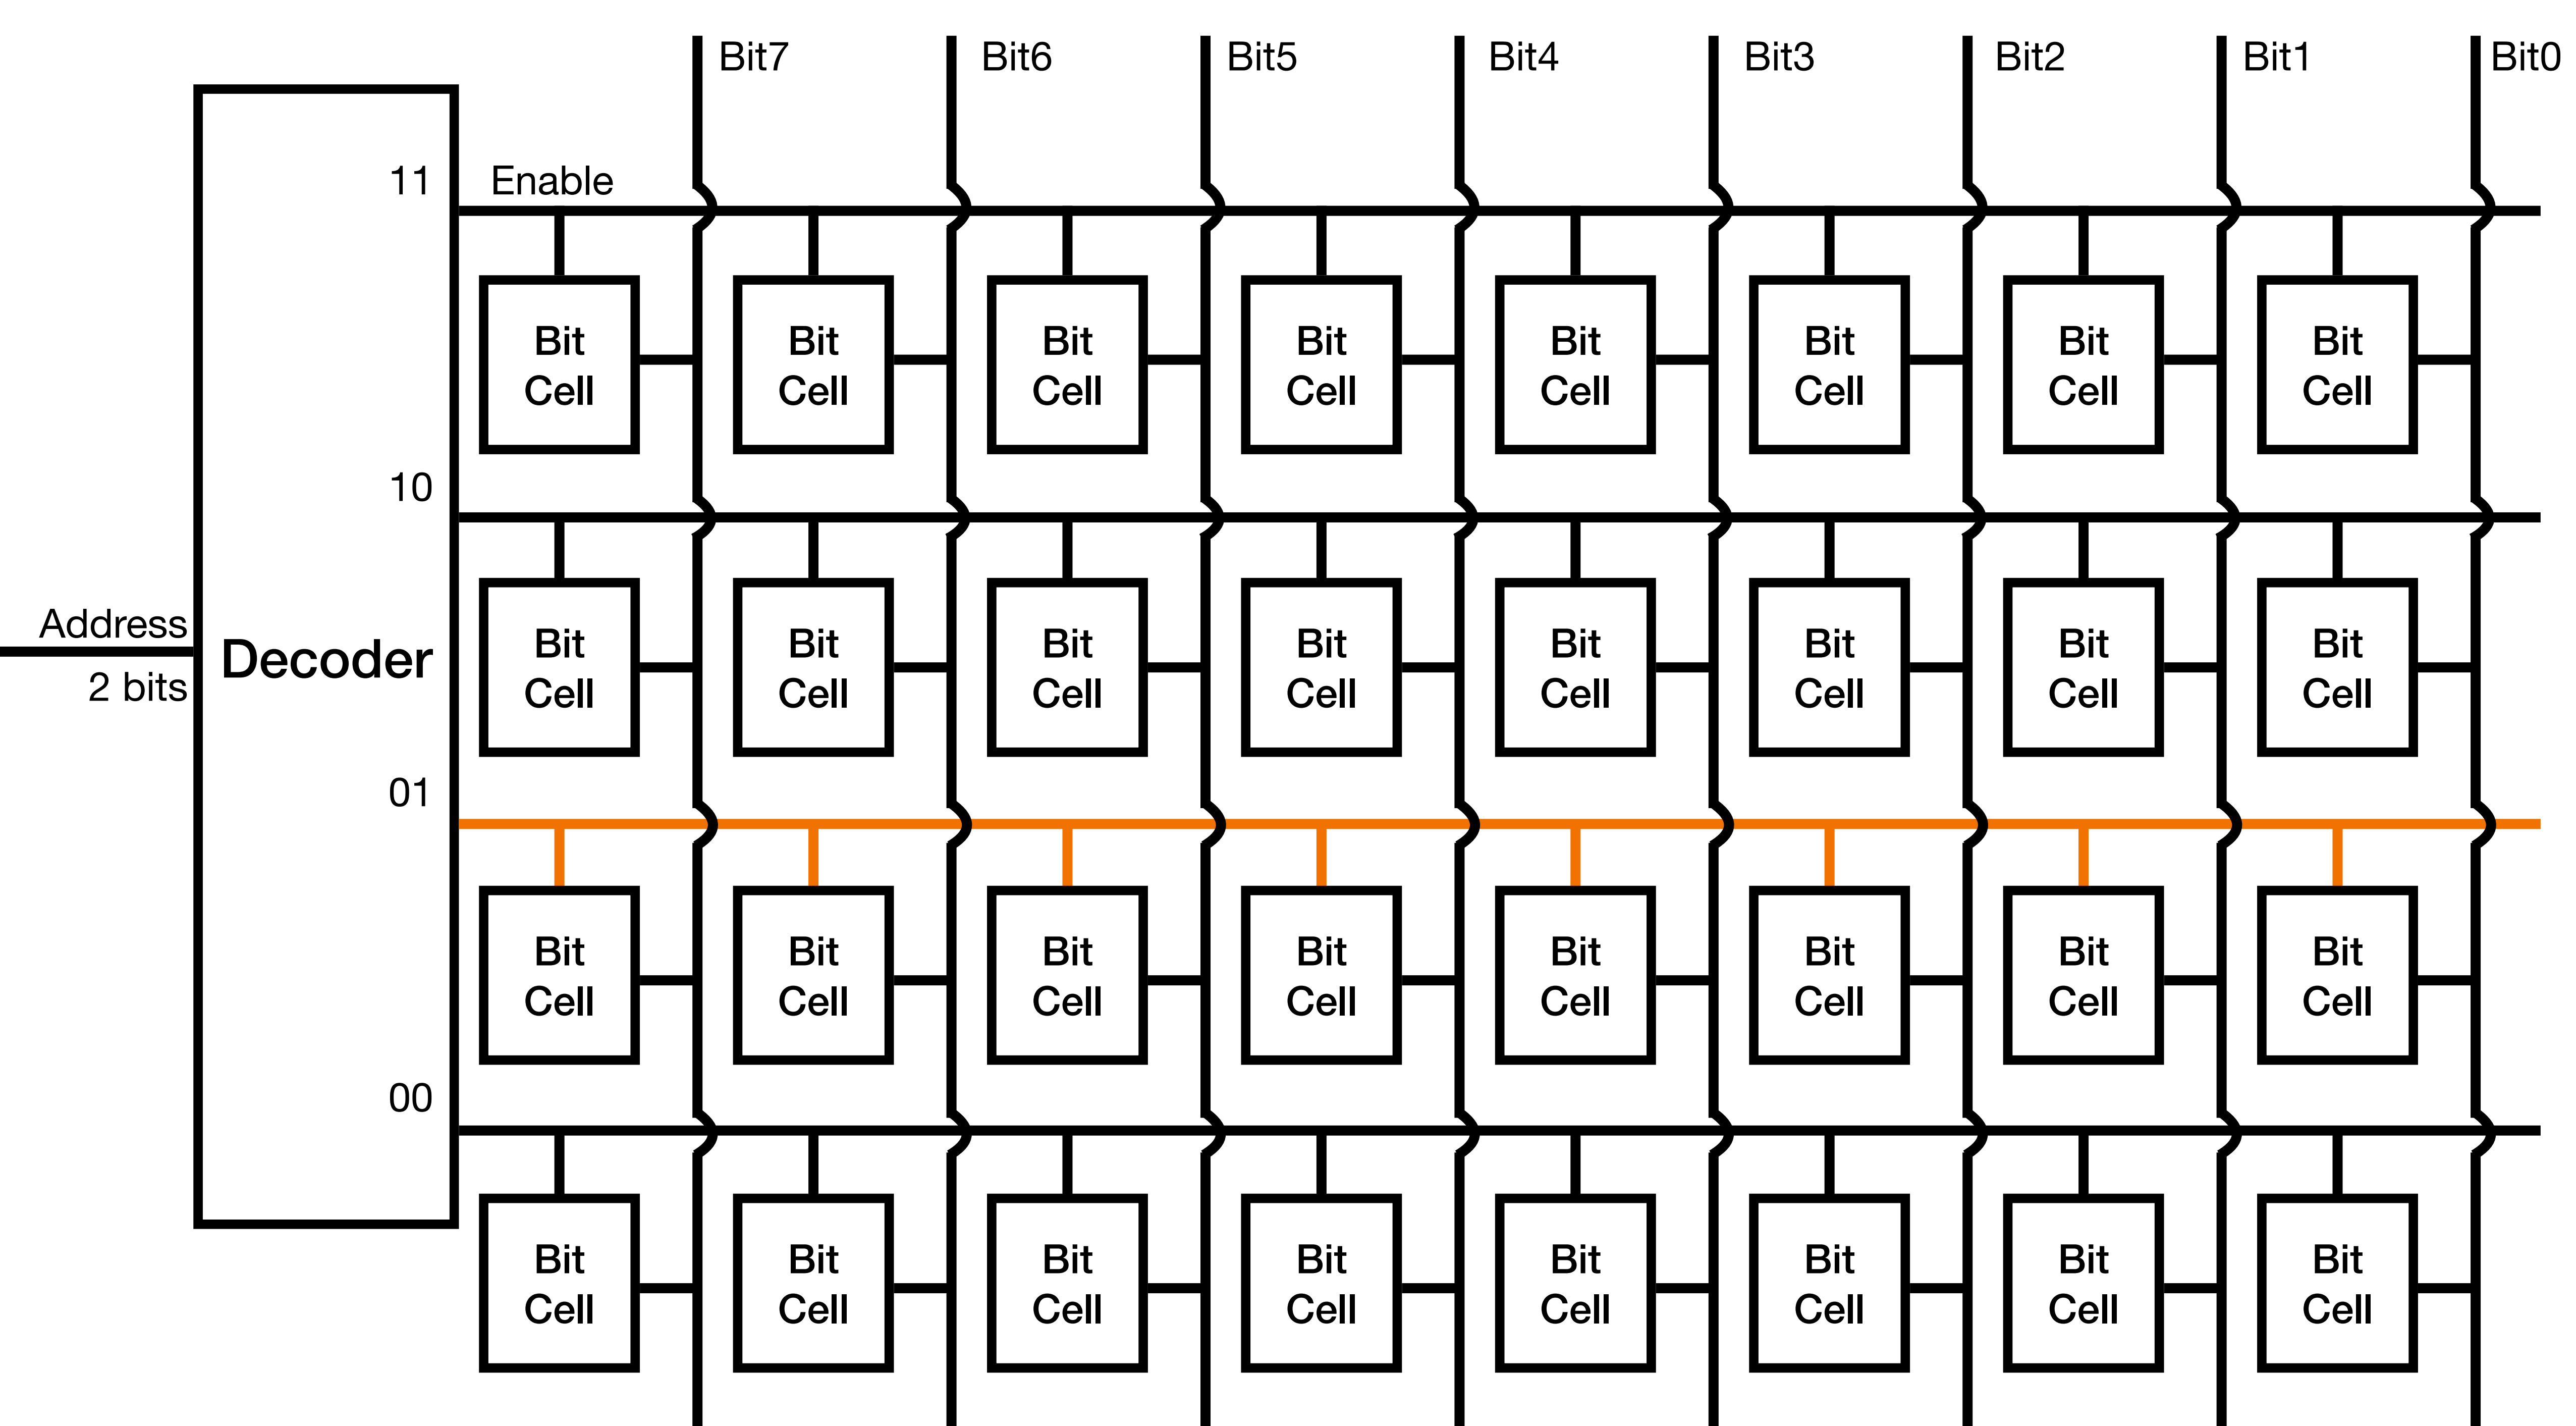 Bit7 Bit6 Bit5 Bit4 Bit3 Bit2 Bit1 Bit0
11 Enable
Bit Bit Bit Bit Bit Bit Bit Bit
Cell Cell Cell Cell Cell Cell Cell Cell
10
Address
Decoder
2 bits
Bit Bit Bit Bit Bit Bit Bit Bit
Cell Cell Cell Cell Cell Cell Cell Cell
01
Bit Bit Bit Bit Bit Bit Bit Bit
Cell Cell Cell Cell Cell Cell Cell Cell
00
Bit Bit Bit Bit Bit Bit Bit Bit
Cell Cell Cell Cell Cell Cell Cell Cell